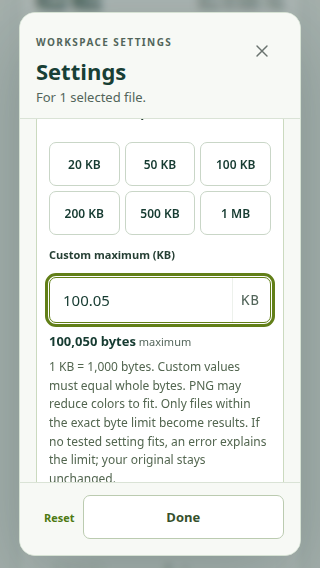 WORKSPACE SETTINGS
Settings
For 1 selected file.
20 KB
50 KB
100 KB
200 KB
500 KB
1 MB
Custom maximum (KB)
100.05
KB
100,050 bytes maximum
1 KB = 1,000 bytes. Custom values
must equal whole bytes. PNG may
reduce colors to fit. Only files within
the exact byte limit become results. If
no tested setting fits, an error explains
the limit; your original stays
unchanged.
Reset
Done